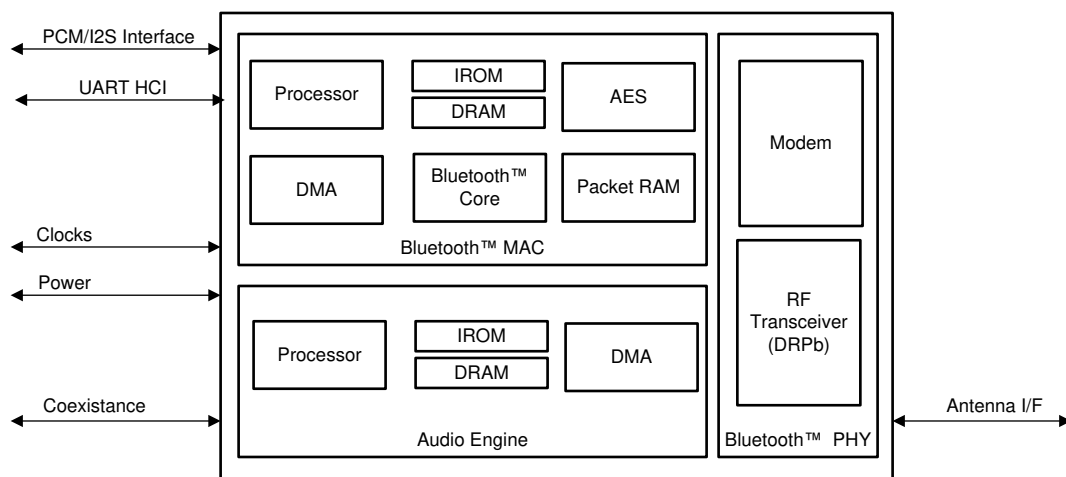 PCM/I2S Interface
UART HCI
Clocks
Power
Coexistance
Processor
IROM
DRAM
AES
DMA
Bluetooth™
Core
Packet RAM
Bluetooth™ MAC
Processor
IROM
DRAM
DMA
Audio Engine
Modem
RF
Transceiver
(DRPb)
Bluetooth™ PHY
Antenna I/F